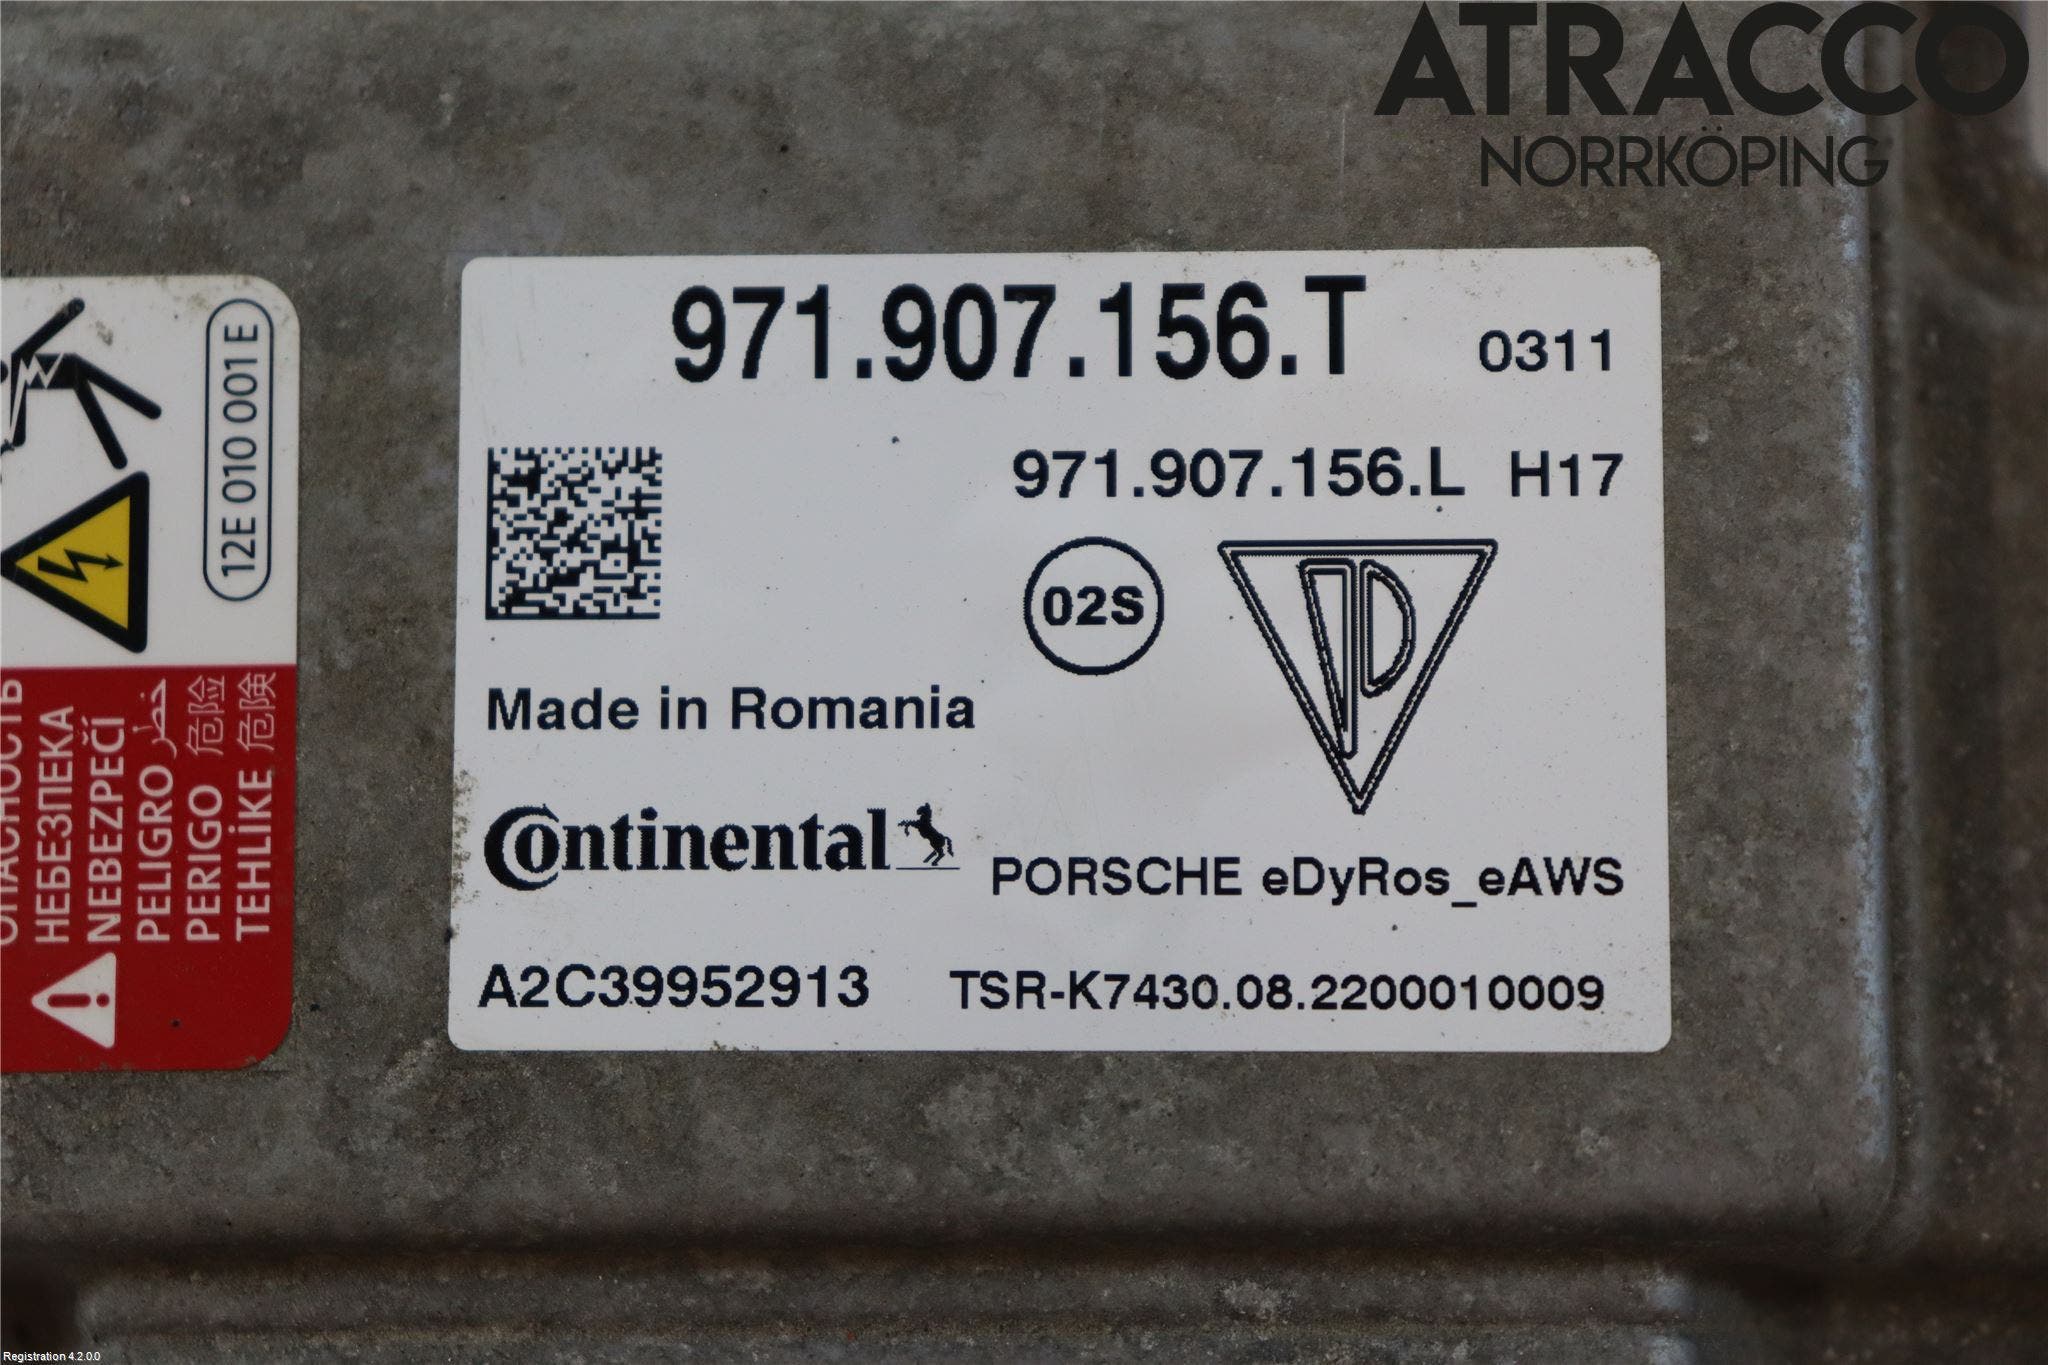 ATRACCO
NORRKÖPING
971.907.156.T 0311
971.907.156.L H17
02S
Made in Romania
Continental
PORSCHE eDyRos_eAWS
A2C39952913 TSR-K7430.08.2200010009
12E 010 001 E
НЕБЕЗПЕКА
NEBEZPEČÍ
PELIGRO خطر
PERIGO 危险
TEHLİKE 危険
Registration 4.2.0.0